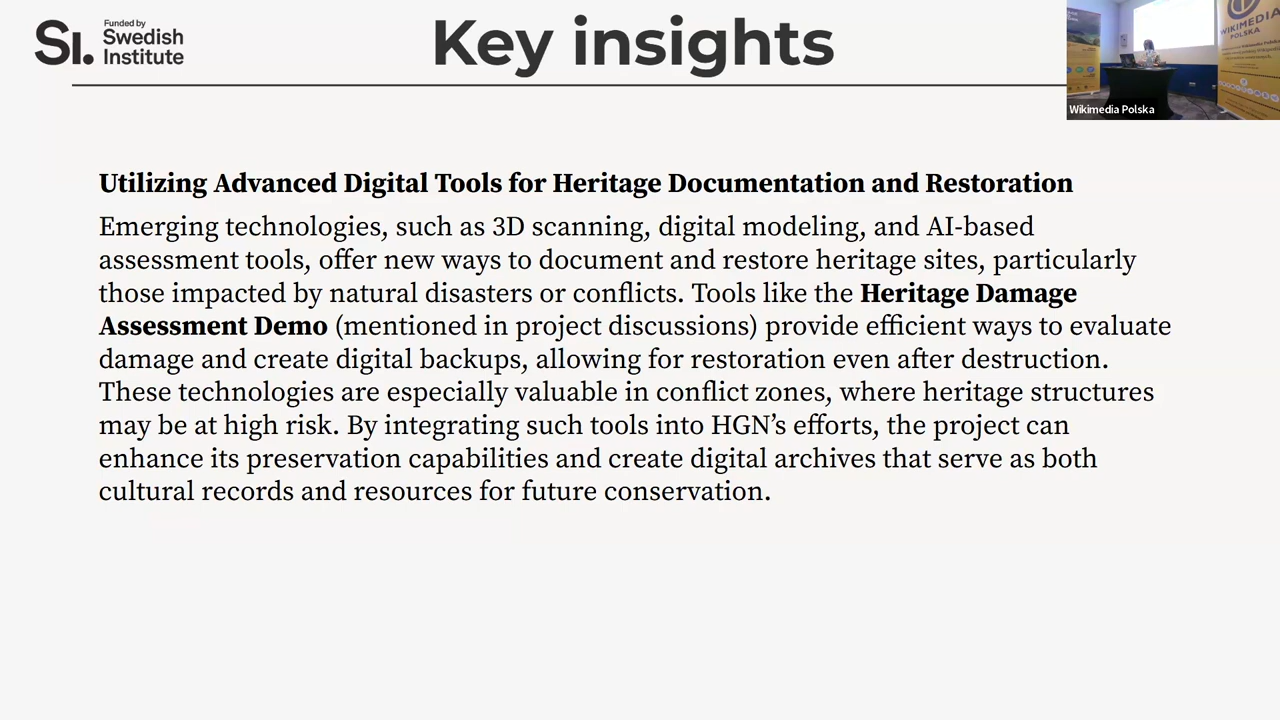 Funded by
SI. Swedish
Institute
Key insights
WIKIMEDIA
POLSKA
Wikimedia Polska
Utilizing Advanced Digital Tools for Heritage Documentation and Restoration
Emerging technologies, such as 3D scanning, digital modeling, and AI-based
assessment tools, offer new ways to document and restore heritage sites, particularly
those impacted by natural disasters or conflicts. Tools like the Heritage Damage
Assessment Demo (mentioned in project discussions) provide efficient ways to evaluate
damage and create digital backups, allowing for restoration even after destruction.
These technologies are especially valuable in conflict zones, where heritage structures
may be at high risk. By integrating such tools into HGN’s efforts, the project can
enhance its preservation capabilities and create digital archives that serve as both
cultural records and resources for future conservation.